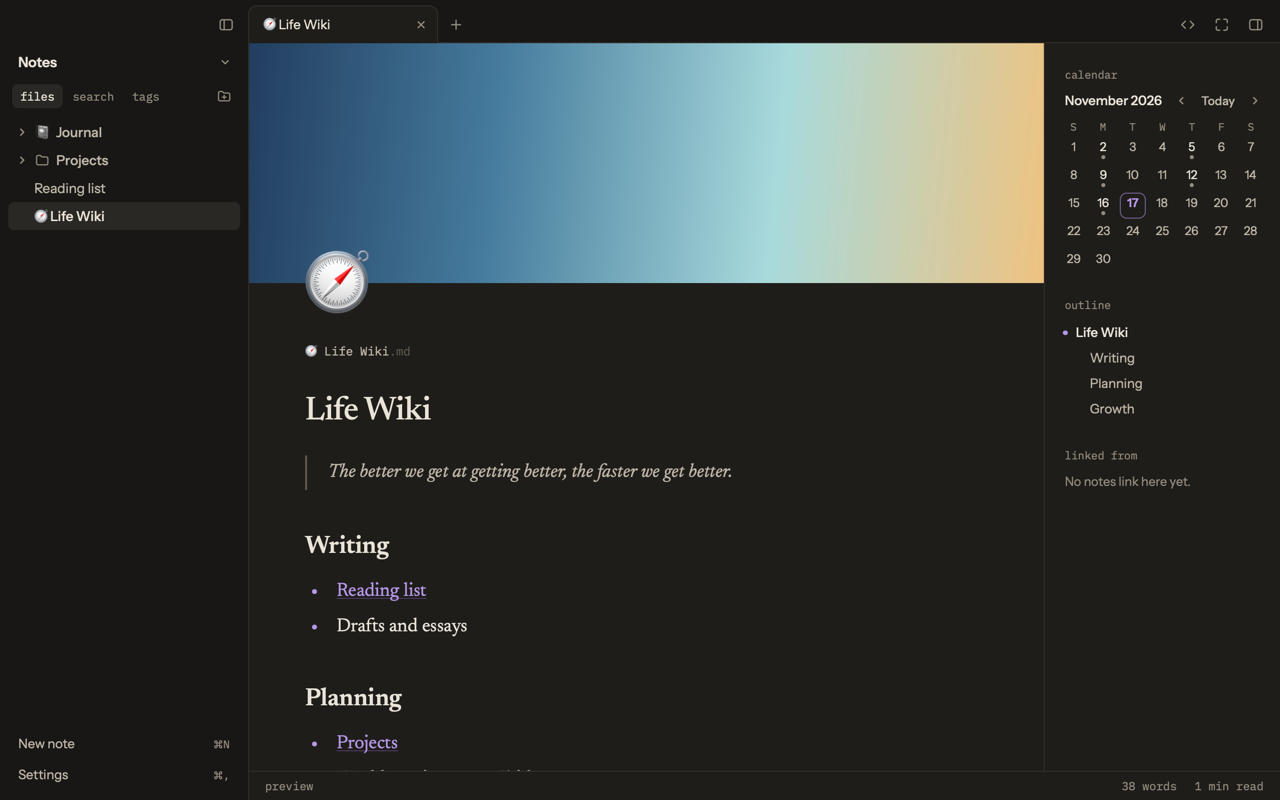 Life Wiki
Notes
files search tags
Journal
Projects
Reading list
Life Wiki
New note ⌘N
Settings ⌘,
Life Wiki.md
Life Wiki
The better we get at getting better, the faster we get better.
Writing
Reading list
Drafts and essays
Planning
Projects
preview
38 words 1 min read
calendar
November 2026 Today
S M T W T F S
1 2 3 4 5 6 7
8 9 10 11 12 13 14
15 16 17 18 19 20 21
22 23 24 25 26 27 28
29 30
outline
Life Wiki
Writing
Planning
Growth
linked from
No notes link here yet.